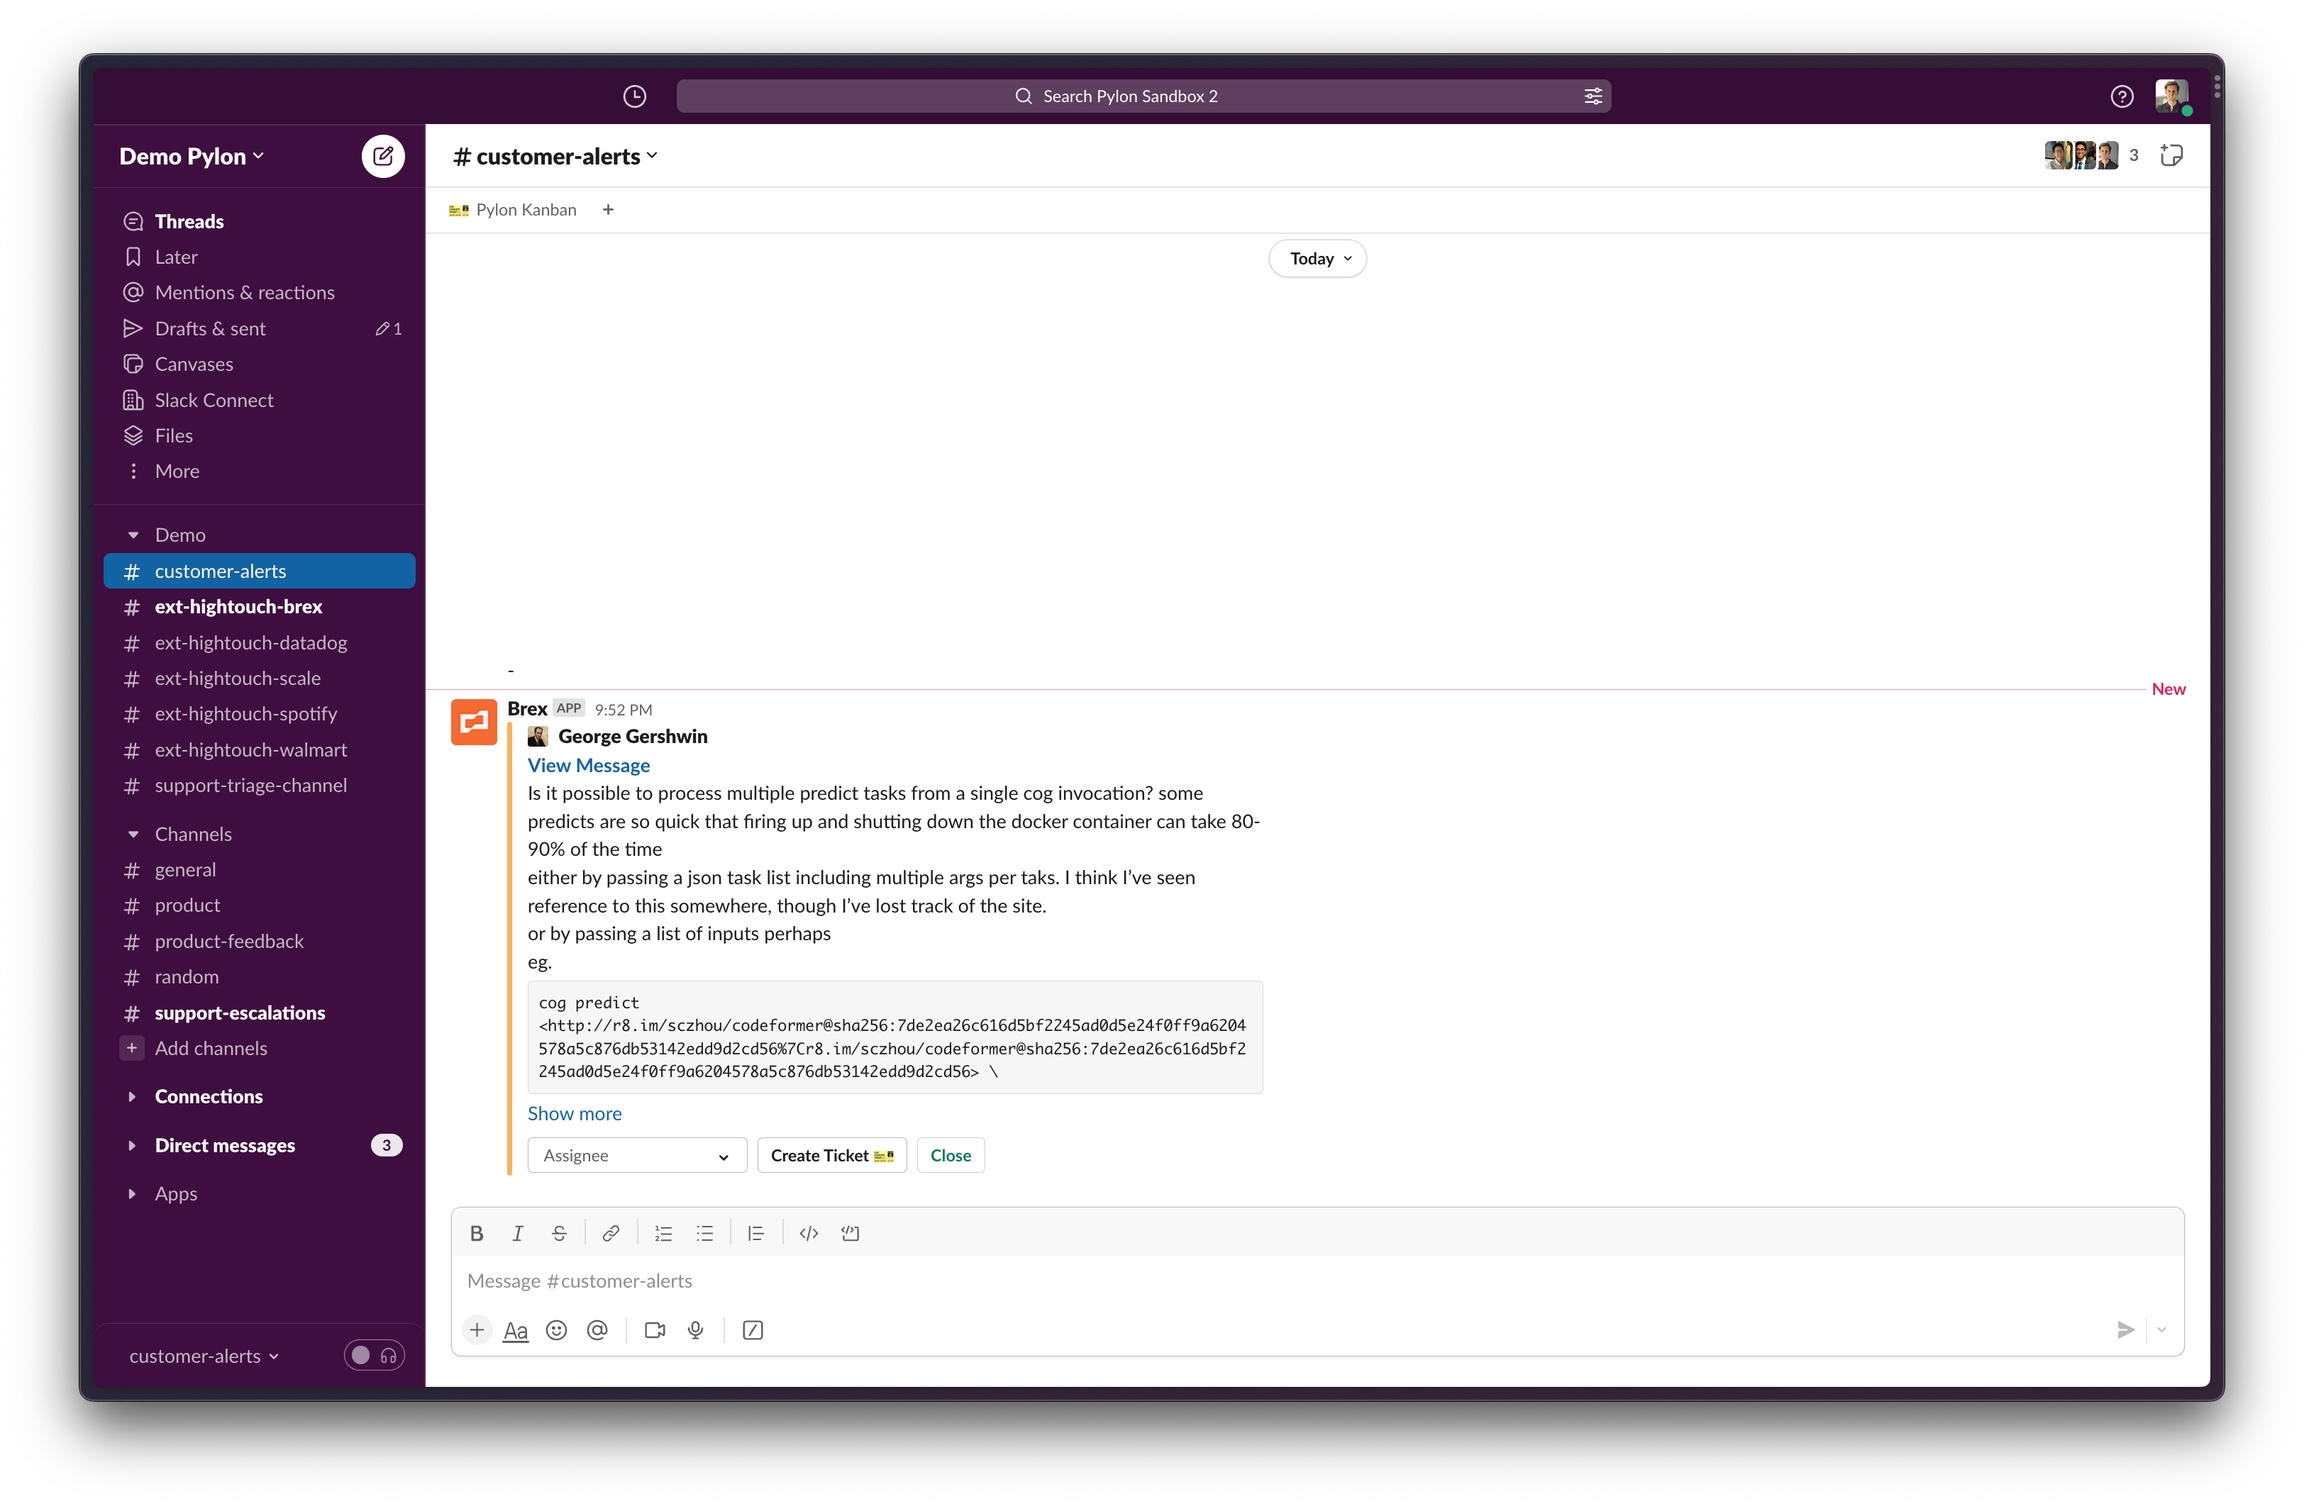 Search Pylon Sandbox 2
Demo Pylon
Threads
Later
Mentions & reactions
Drafts & sent 1
Canvases
Slack Connect
Files
More
Demo
# customer-alerts
# ext-hightouch-brex
# ext-hightouch-datadog
# ext-hightouch-scale
# ext-hightouch-spotify
# ext-hightouch-walmart
# support-triage-channel
Channels
# general
# product
# product-feedback
# random
# support-escalations
+ Add channels
Connections
Direct messages 3
Apps
customer-alerts
# customer-alerts
3
Pylon Kanban +
Today
-
New
Brex APP 9:52 PM
George Gershwin
View Message
Is it possible to process multiple predict tasks from a single cog invocation? some
predicts are so quick that firing up and shutting down the docker container can take 80-
90% of the time
either by passing a json task list including multiple args per taks. I think I've seen
reference to this somewhere, though I've lost track of the site.
or by passing a list of inputs perhaps
eg.
cog predict
<http://r8.im/sczhou/codeformer@sha256:7de2ea26c616d5bf2245ad0d5e24f0ff9a6204
578a5c876db53142edd9d2cd56%7Cr8.im/sczhou/codeformer@sha256:7de2ea26c616d5bf2
245ad0d5e24f0ff9a6204578a5c876db53142edd9d2cd56> \
Show more
Assignee Create Ticket Close
Message #customer-alerts
Aa